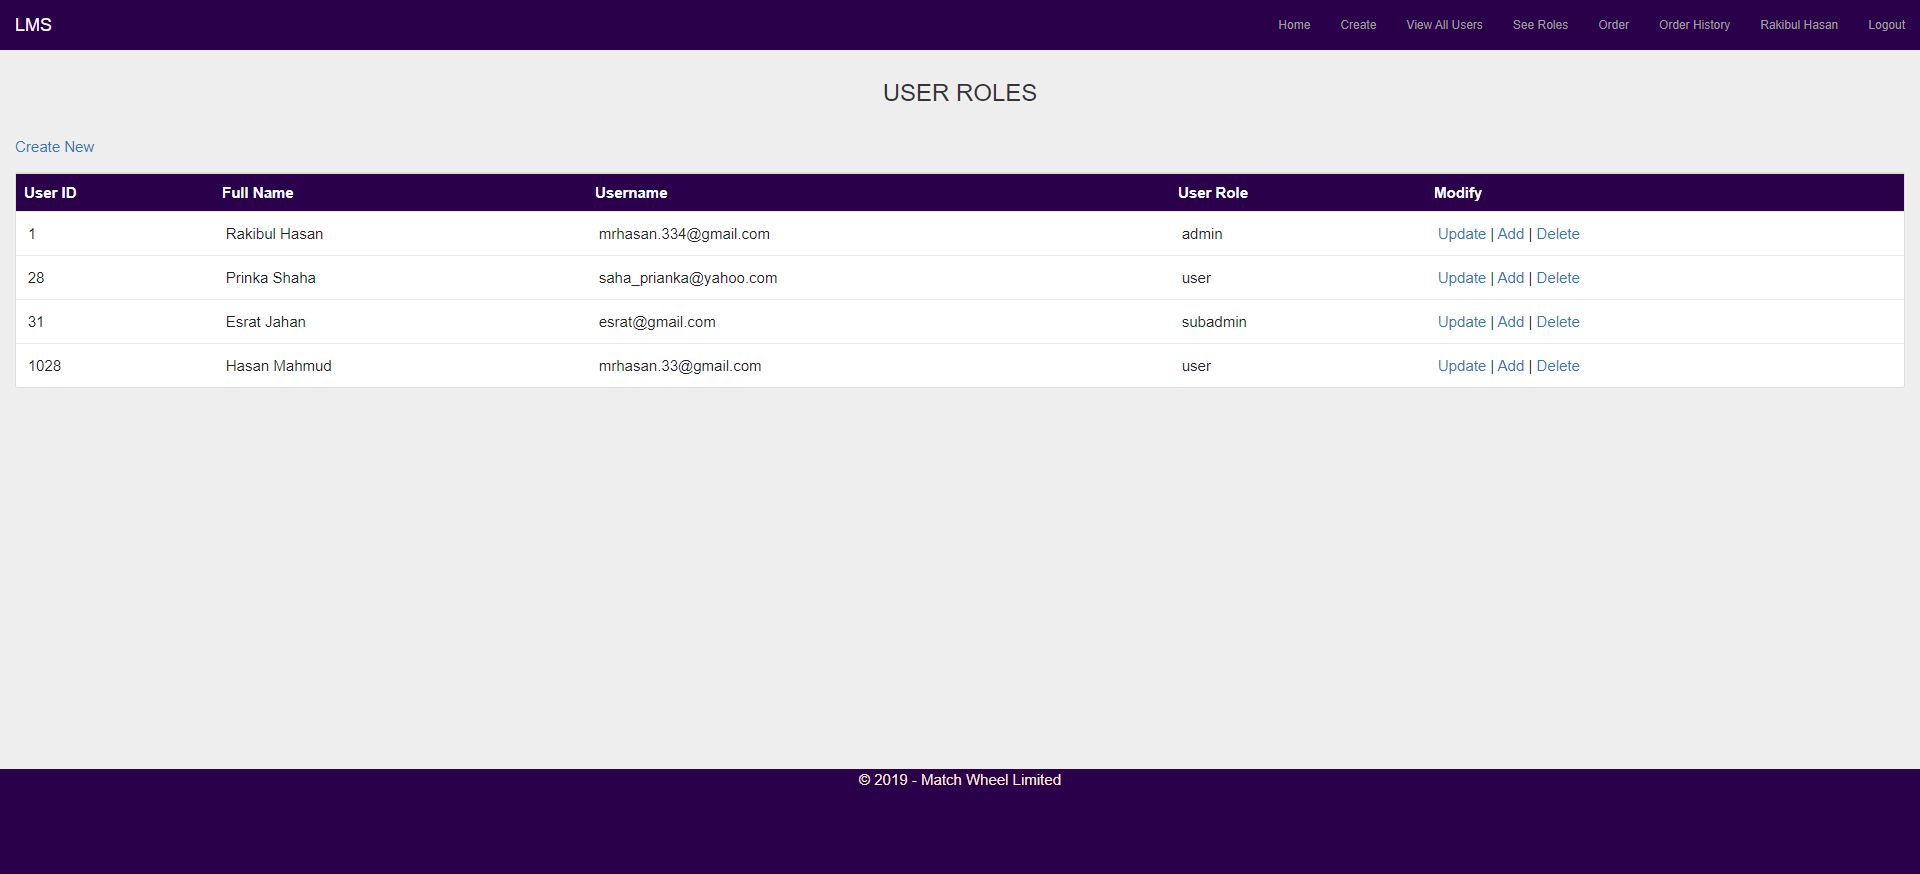 LMS Home Create View All Users See Roles Order Order History Rakibul Hasan Logout
USER ROLES
Create New
User ID Full Name Username User Role Modify
1 Rakibul Hasan mrhasan.334@gmail.com admin Update | Add | Delete
28 Prinka Shaha saha_prianka@yahoo.com user Update | Add | Delete
31 Esrat Jahan esrat@gmail.com subadmin Update | Add | Delete
1028 Hasan Mahmud mrhasan.33@gmail.com user Update | Add | Delete
© 2019 - Match Wheel Limited